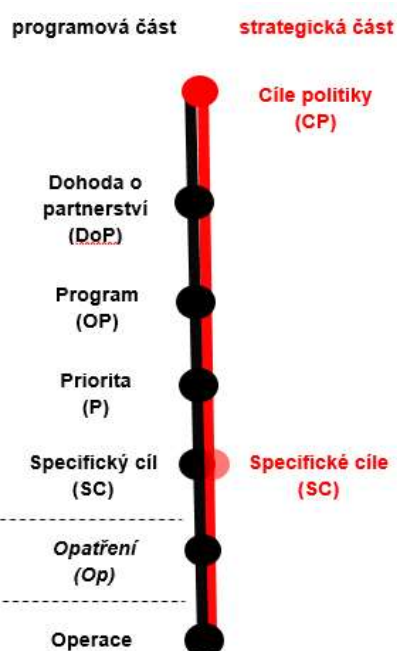 programová část
strategická část
Cíle politiky
(CP)
Dohoda o
partnerství
(DoP)
Program
(OP)
Priorita
(P)
Specifický cíl
(SC)
Specifické cíle
(SC)
Opatření
(Op)
Operace